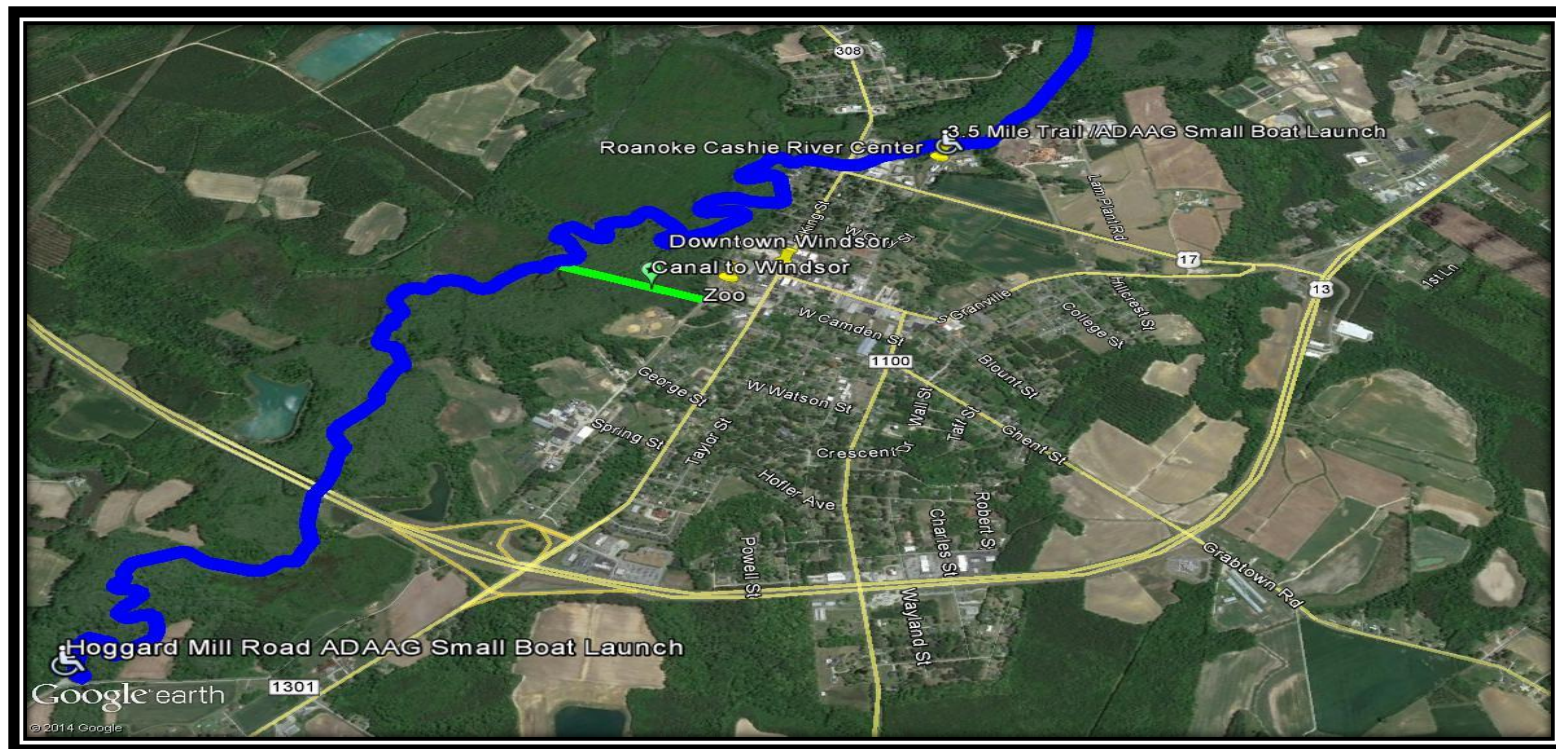 308
3.5 Mile Trail /ADAAG Small Boat Launch
Roanoke Cashie River Center
Lam Plant Rd
King St
W Gray St
Downtown Windsor
17
Canal to Windsor
1st Ln
13
Zoo
Hillcrest St
S Granville
College St
W Camden St
1100
Blount St
George St
W Watson St
Wall St
Taft St
Spring St
Taylor St
Crescent Dr
Ghent St
Hofler Ave
Robert St
Charles St
Powell St
Grabtown Rd
Wayland St
Hoggard Mill Road ADAAG Small Boat Launch
1301
Google earth
© 2014 Google